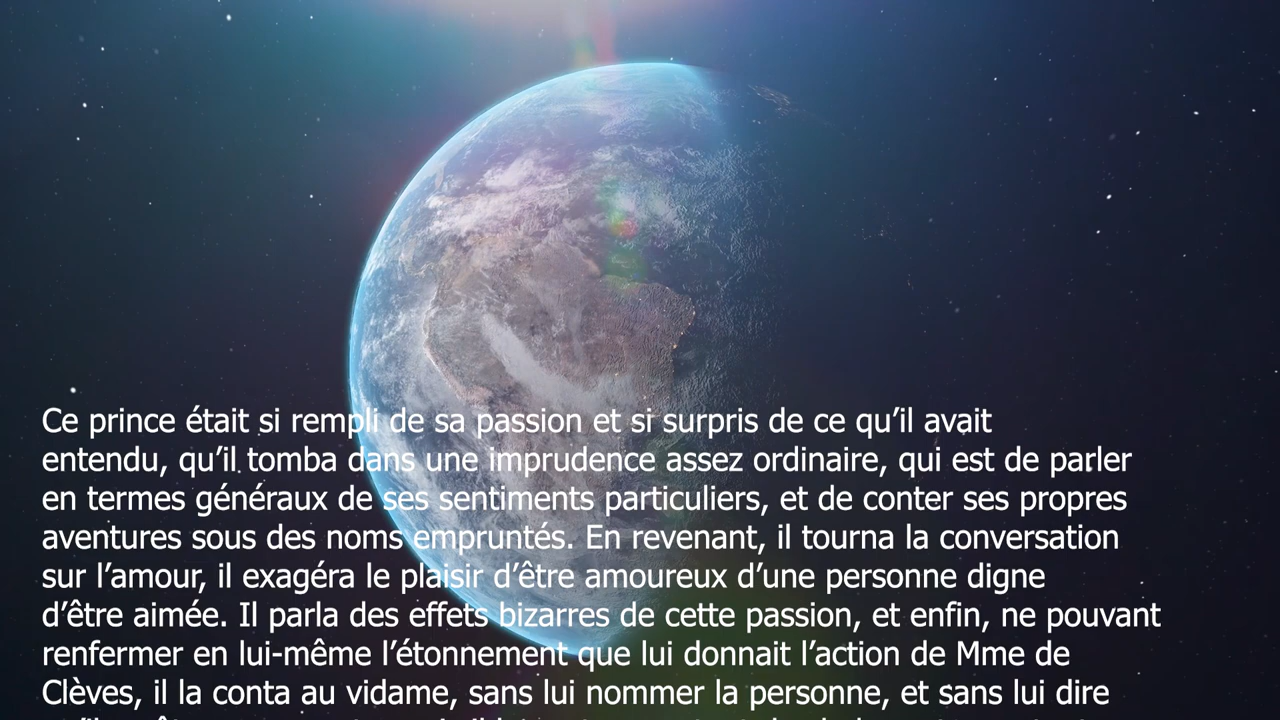 Ce prince était si rempli de sa passion et si surpris de ce qu’il avait
entendu, qu’il tomba dans une imprudence assez ordinaire, qui est de parler
en termes généraux de ses sentiments particuliers, et de conter ses propres
aventures sous des noms empruntés. En revenant, il tourna la conversation
sur l’amour, il exagéra le plaisir d’être amoureux d’une personne digne
d’être aimée. Il parla des effets bizarres de cette passion, et enfin, ne pouvant
renfermer en lui-même l’étonnement que lui donnait l’action de Mme de
Clèves, il la conta au vidame, sans lui nommer la personne, et sans lui dire